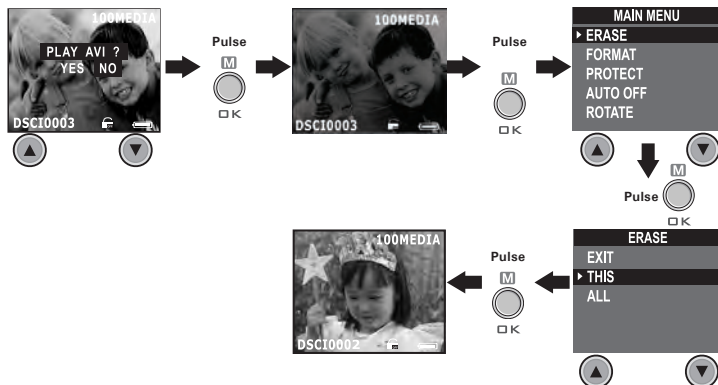 100MEDIA
PLAY AVI ?
YES NO
DSCI0003
Pulse
M
OK
100MEDIA
DSCI0003
Pulse
M
OK
MAIN MENU
ERASE
FORMAT
PROTECT
AUTO OFF
ROTATE
Pulse
M
OK
ERASE
EXIT
THIS
ALL
Pulse
M
OK
100MEDIA
DSCI0002